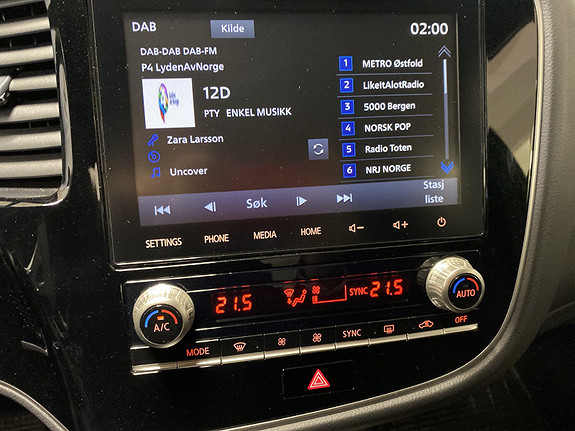 DAB Kilde 02:00
DAB-DAB DAB-FM
P4 LydenAvNorge
12D
PTY ENKEL MUSIKK
Zara Larsson
Uncover
1 METRO Østfold
2 LikeItAlotRadio
3 5000 Bergen
4 NORSK POP
5 Radio Toten
6 NRJ NORGE
Søk
Stasj
liste
SETTINGS PHONE MEDIA HOME
21.5 SYNC 21.5
A/C
AUTO
MODE SYNC OFF